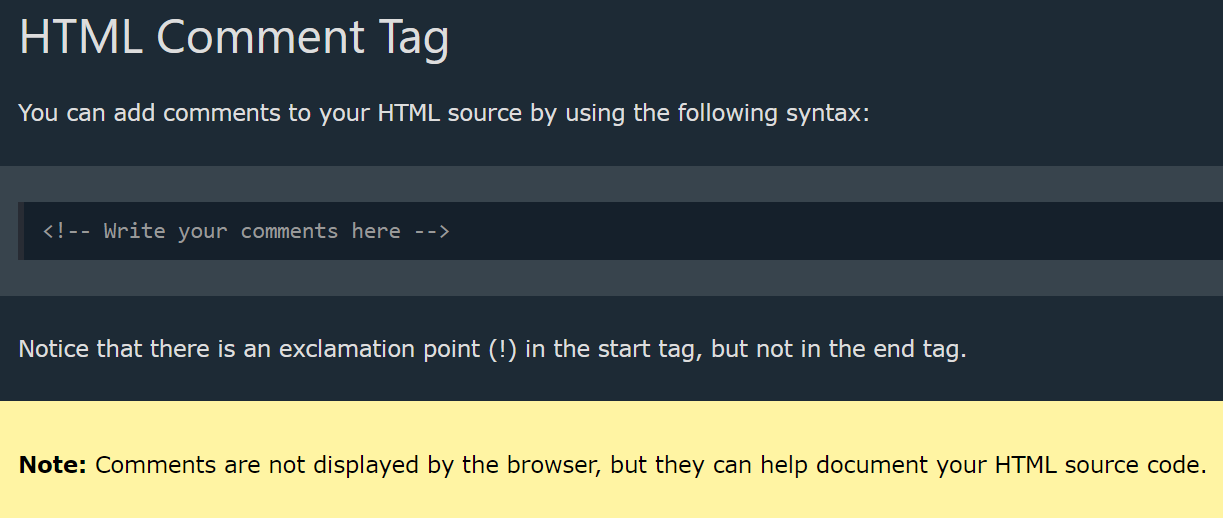 HTML Comment Tag
You can add comments to your HTML source by using the following syntax:
<!-- Write your comments here -->
Notice that there is an exclamation point (!) in the start tag, but not in the end tag.
Note: Comments are not displayed by the browser, but they can help document your HTML source code.